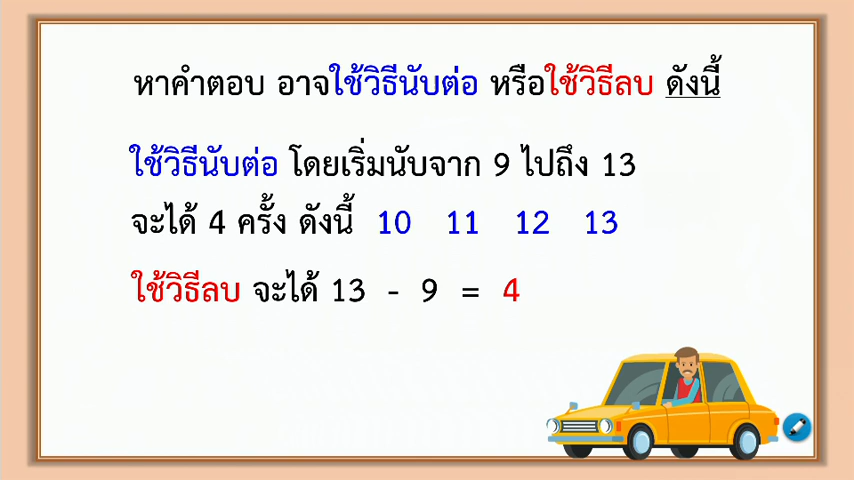 หาคำตอบ อาจใช้วิธีนับต่อ หรือใช้วิธีลบ ดังนี้
ใช้วิธีนับต่อ โดยเริ่มนับจาก 9 ไปถึง 13
จะได้ 4 ครั้ง ดังนี้ 10 11 12 13
ใช้วิธีลบ จะได้ 13 - 9 = 4